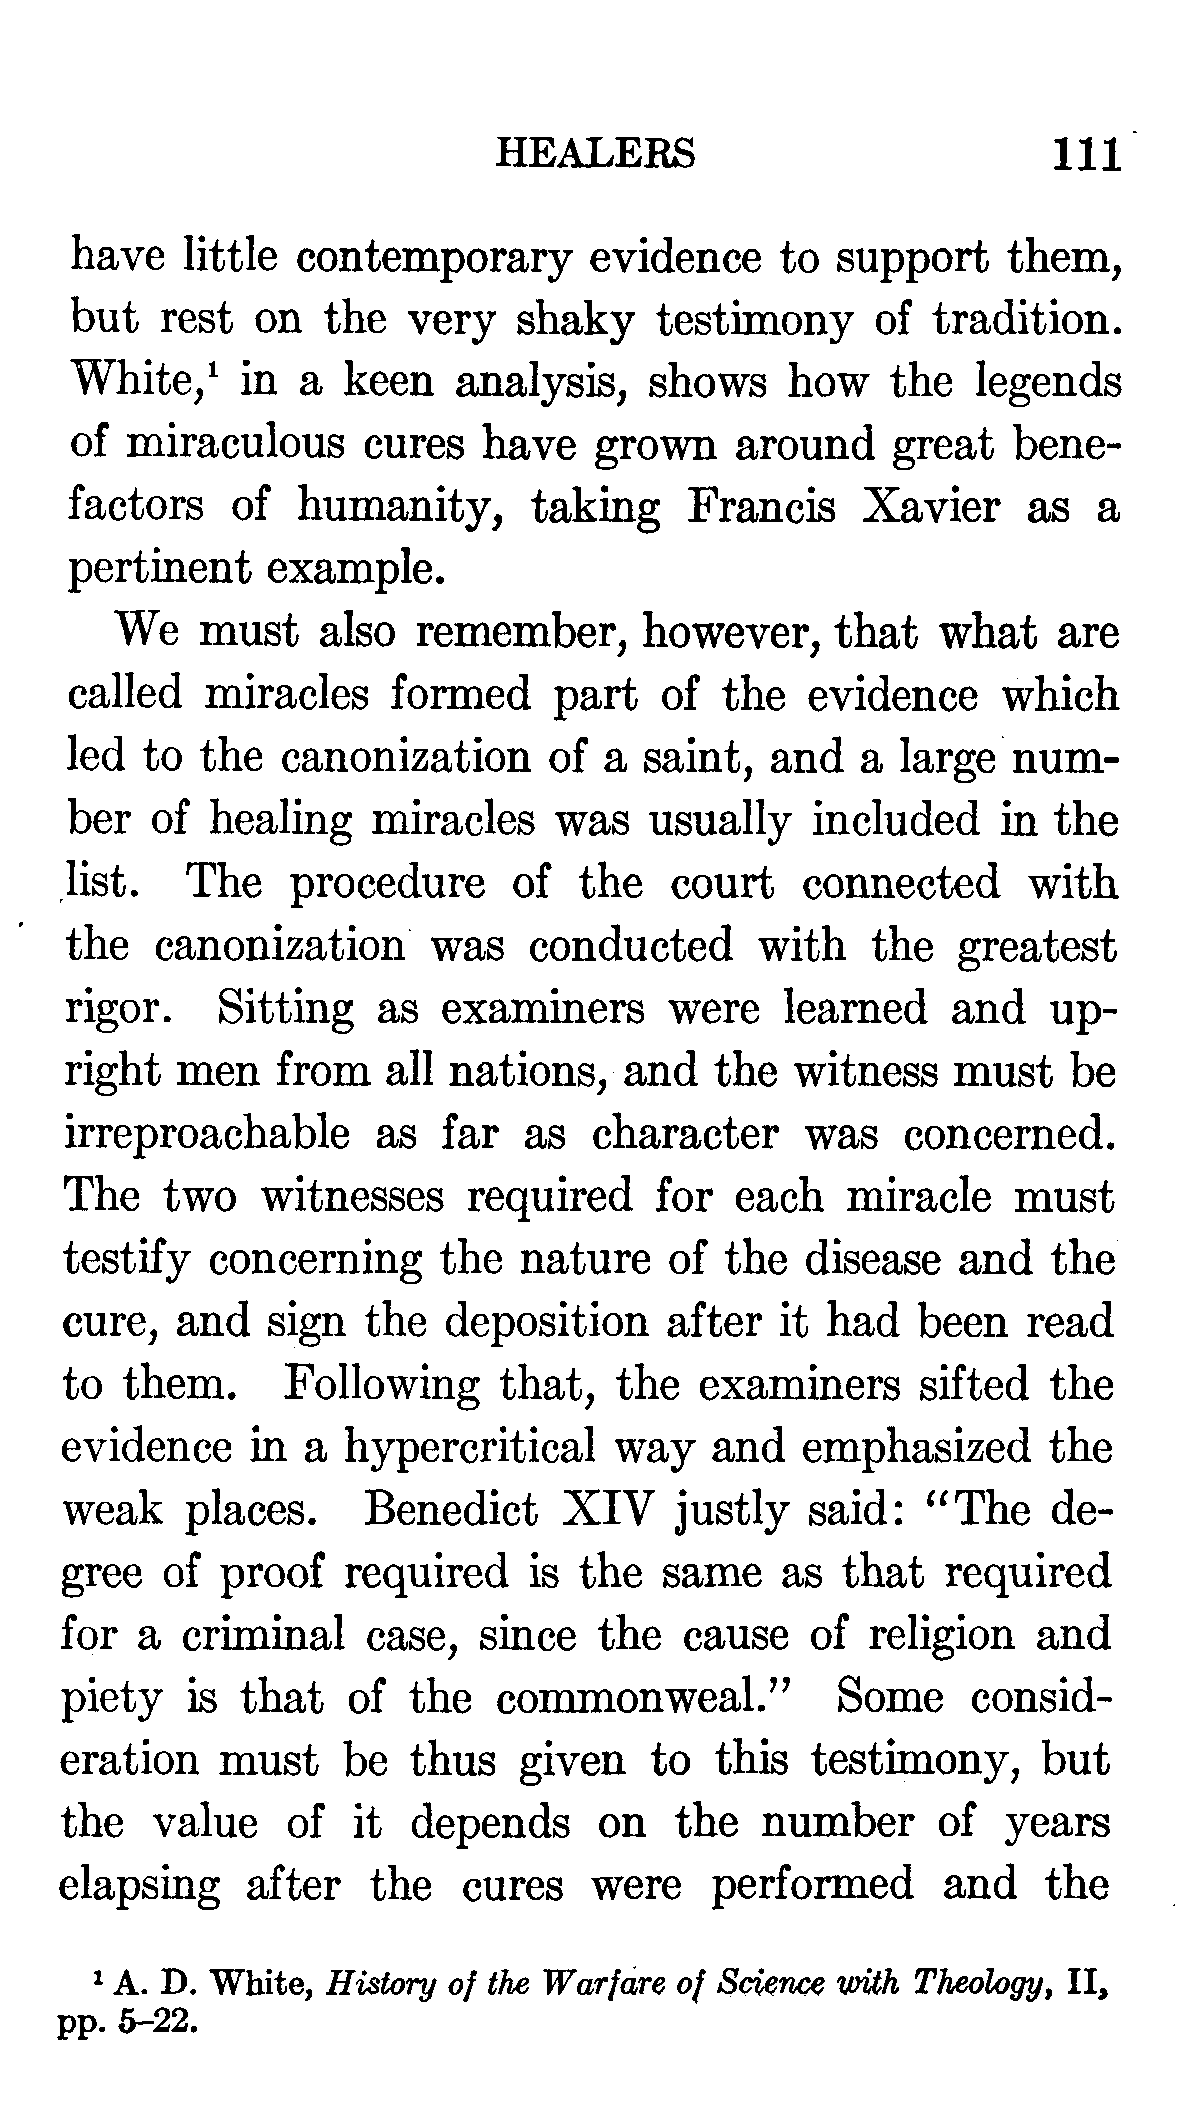 HEALERS 111
have little contemporary evidence to support them,
but rest on the very shaky testimony of tradition.
White,¹ in a keen analysis, shows how the legends
of miraculous cures have grown around great bene-
factors of humanity, taking Francis Xavier as a
pertinent example.
We must also remember, however, that what are
called miracles formed part of the evidence which
led to the canonization of a saint, and a large num-
ber of healing miracles was usually included in the
list. The procedure of the court connected with
the canonization was conducted with the greatest
rigor. Sitting as examiners were learned and up-
right men from all nations, and the witness must be
irreproachable as far as character was concerned.
The two witnesses required for each miracle must
testify concerning the nature of the disease and the
cure, and sign the deposition after it had been read
to them. Following that, the examiners sifted the
evidence in a hypercritical way and emphasized the
weak places. Benedict XIV justly said: “The de-
gree of proof required is the same as that required
for a criminal case, since the cause of religion and
piety is that of the commonweal.” Some consid-
eration must be thus given to this testimony, but
the value of it depends on the number of years
elapsing after the cures were performed and the
¹ A. D. White, History of the Warfare of Science with Theology, II,
pp. 5–22.